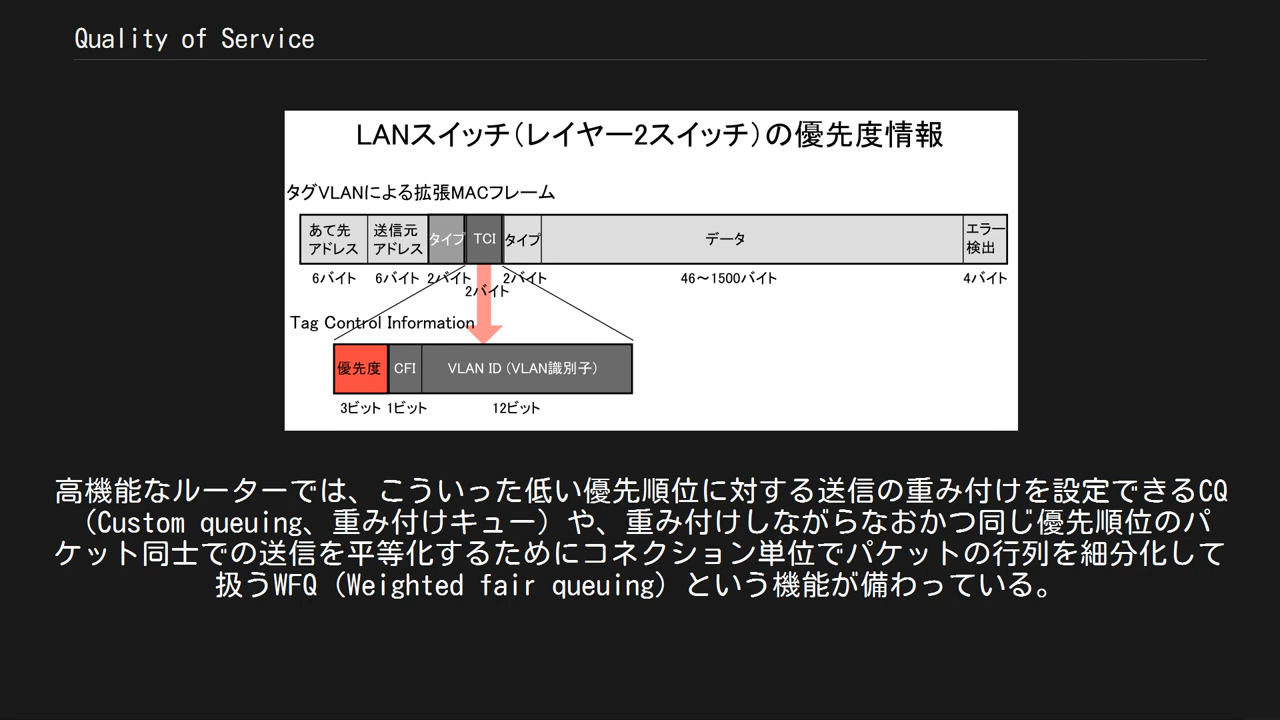 Quality of Service
LANスイッチ(レイヤー2スイッチ)の優先度情報
タグVLANによる拡張MACフレーム
あて先
アドレス
送信元
アドレス
タイプ
TCI
タイプ
データ
エラー
検出
6バイト
6バイト
2バイト
2バイト
2バイト
46～1500バイト
4バイト
Tag Control Information
優先度
CFI
VLAN ID (VLAN識別子)
3ビット
1ビット
12ビット
高機能なルーターでは、こういった低い優先順位に対する送信の重み付けを設定できるCQ
（Custom queuing、重み付けキュー）や、重み付けしながらなおかつ同じ優先順位のパ
ケット同士での送信を平等化するためにコネクション単位でパケットの行列を細分化して
扱うWFQ（Weighted fair queuing）という機能が備わっている。